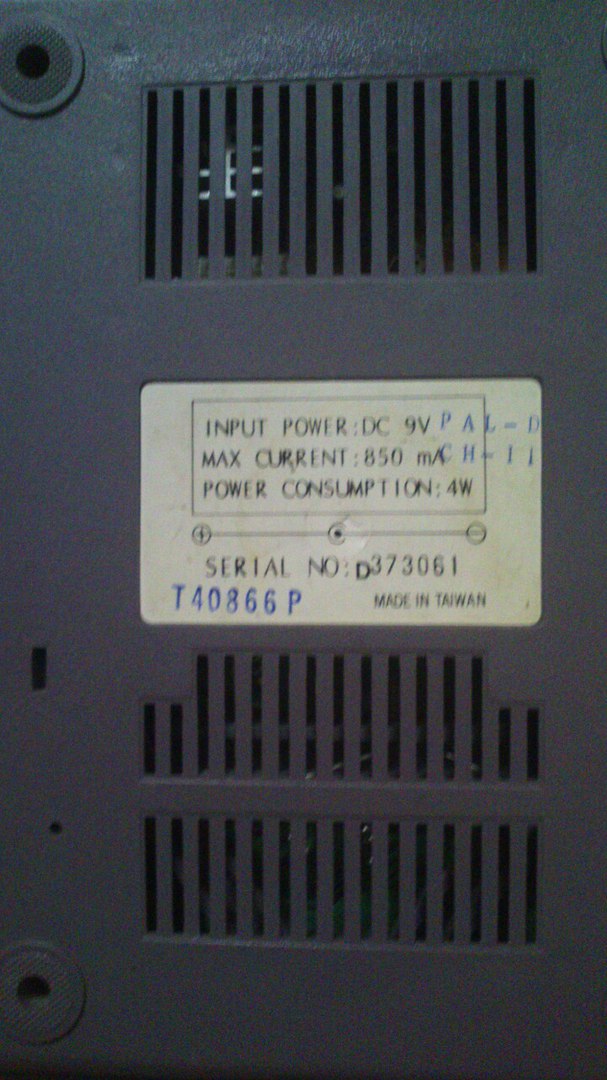 INPUT POWER:DC 9V PAL-D
MAX CURRENT:850 mA CH-11
POWER CONSUMPTION:4W
SERIAL NO:D373061
T40866P MADE IN TAIWAN